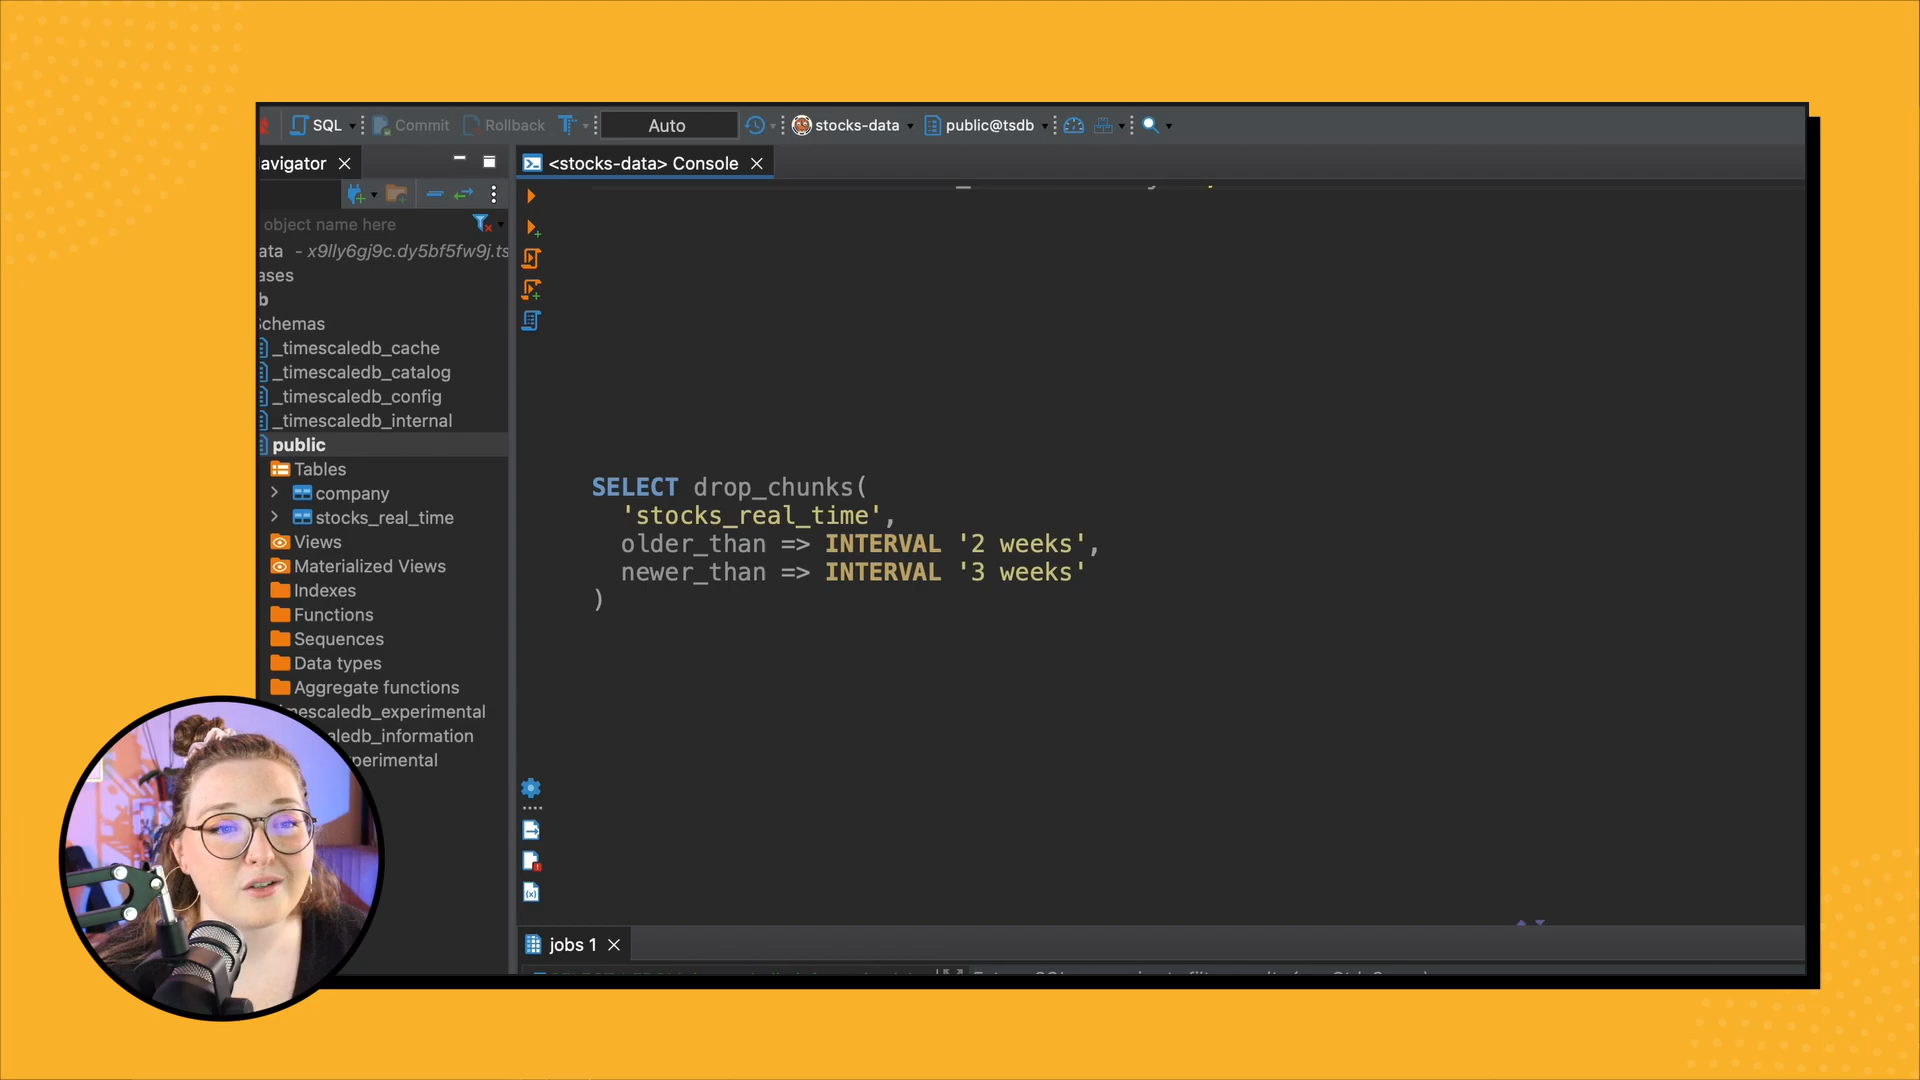 SQL Commit Rollback Auto stocks-data public@tsdb
avigator
<stocks-data> Console
object name here
ata - x9lly6gj9c.dy5bf5fw9j.ts
ases
b
Schemas
_timescaledb_cache
_timescaledb_catalog
_timescaledb_config
_timescaledb_internal
public
Tables
company
stocks_real_time
Views
Materialized Views
Indexes
Functions
Sequences
Data types
Aggregate functions
mescaledb_experimental
aledb_information
perimental
SELECT drop_chunks(
'stocks_real_time',
older_than => INTERVAL '2 weeks',
newer_than => INTERVAL '3 weeks'
)
jobs 1